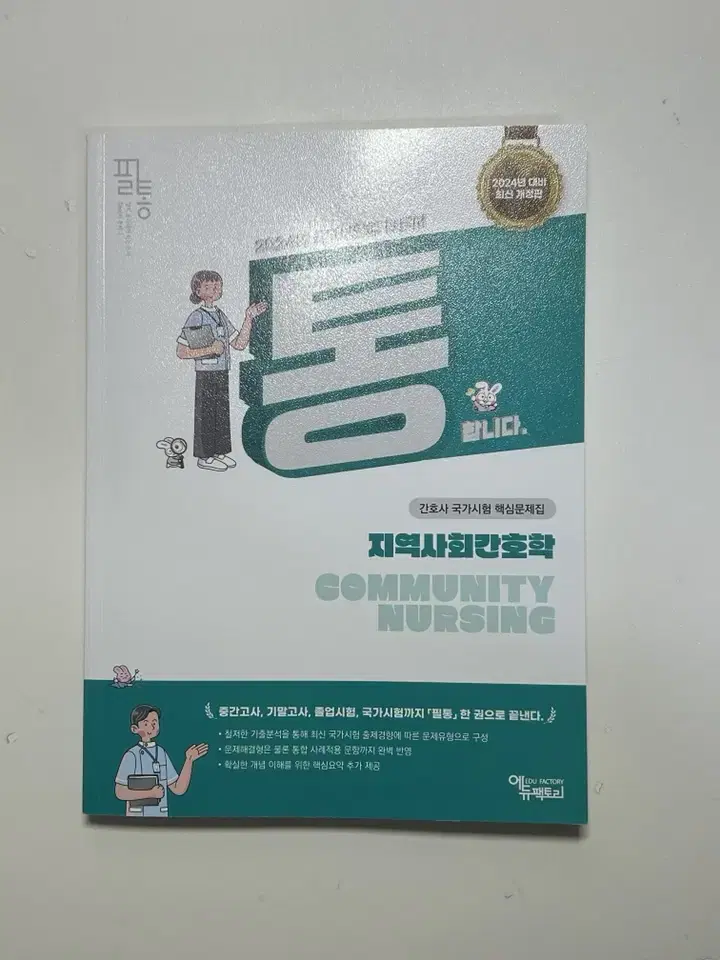 필통
2024년 대비
최신 개정판
통
합니다.
간호사 국가시험 핵심문제집
지역사회간호학
COMMUNITY
NURSING
중간고사, 기말고사, 졸업시험, 국가시험까지 「필통」 한 권으로 끝낸다.
• 철저한 기출분석을 통해 최신 국가시험 출제경향에 따른 문제유형으로 구성
• 문제해결형은 물론 통합 사례적용 문항까지 완벽 반영
• 확실한 개념 이해를 위한 핵심요약 추가 제공
EDU FACTORY
에듀팩토리